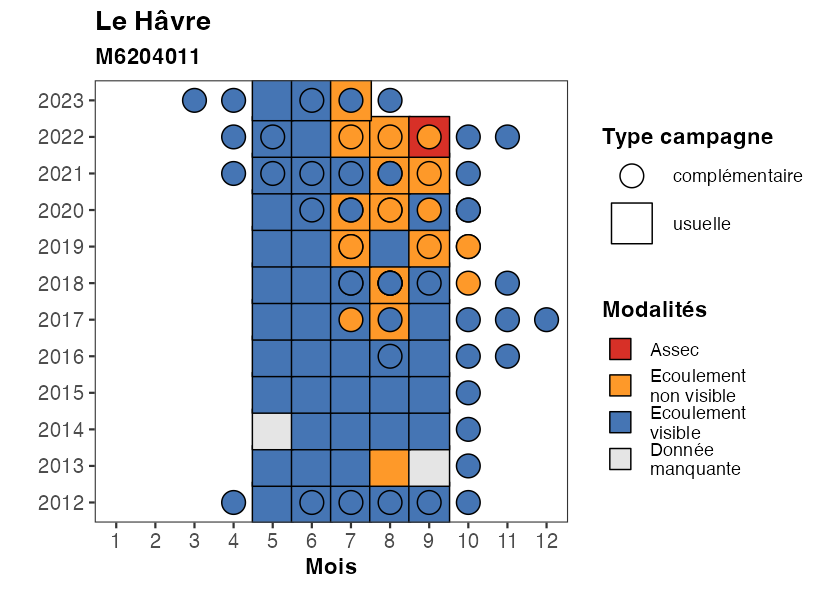 Le Hâvre
M6204011
2023
2022
2021
2020
2019
2018
2017
2016
2015
2014
2013
2012
1 2 3 4 5 6 7 8 9 10 11 12
Mois
Type campagne
complémentaire
usuelle
Modalités
Assec
Ecoulement
non visible
Ecoulement
visible
Donnée
manquante